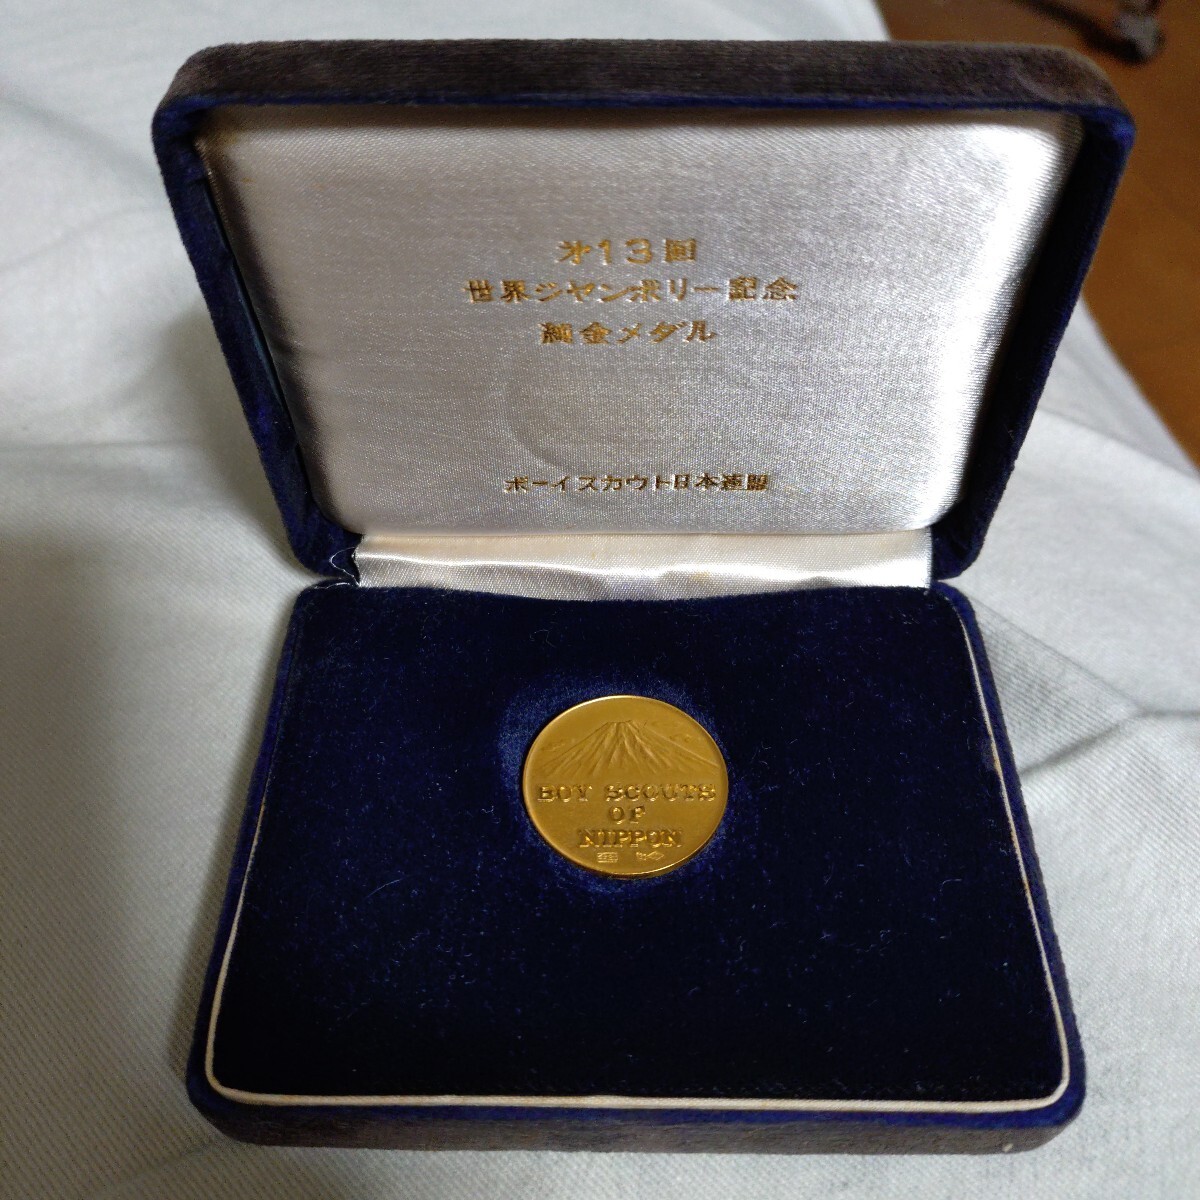 才13回
世界ジャンボリー記念
純金メダル
ボーイスカウト日本連盟
BOY SCOUTS
OF
NIPPON